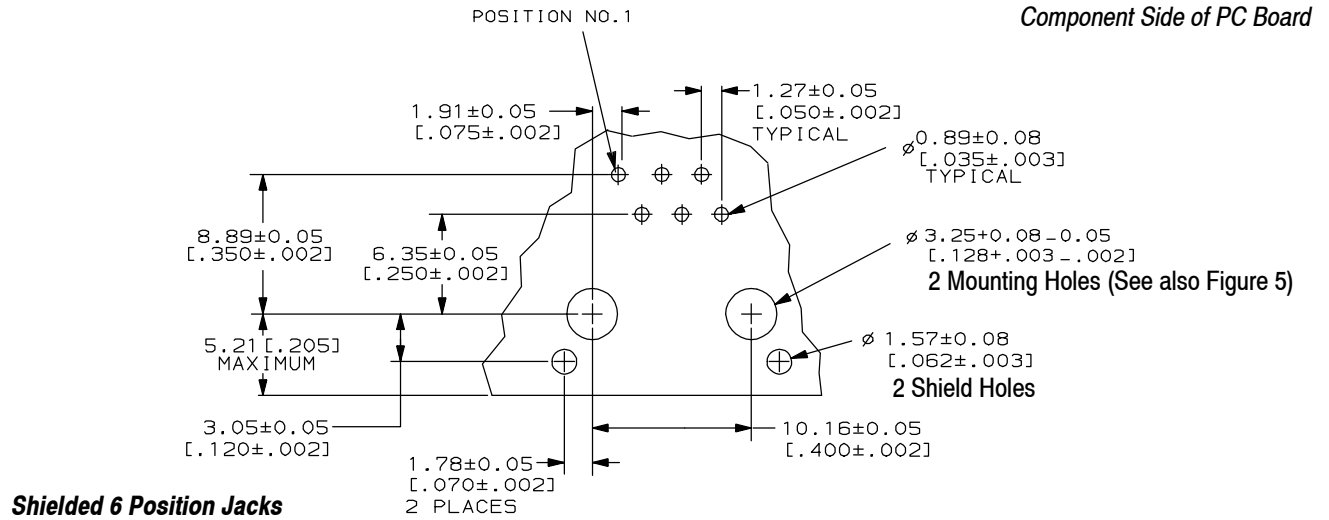 POSITION NO.1
Component Side of PC Board
1.91±0.05
[.075±.002]
1.27±0.05
[.050±.002]
TYPICAL
⌀0.89±0.08
[.035±.003]
TYPICAL
8.89±0.05
[.350±.002]
6.35±0.05
[.250±.002]
⌀3.25+0.08-0.05
[.128+.003-.002]
2 Mounting Holes (See also Figure 5)
5.21[.205]
MAXIMUM
⌀ 1.57±0.08
[.062±.003]
2 Shield Holes
3.05±0.05
[.120±.002]
10.16±0.05
[.400±.002]
1.78±0.05
[.070±.002]
2 PLACES
Shielded 6 Position Jacks